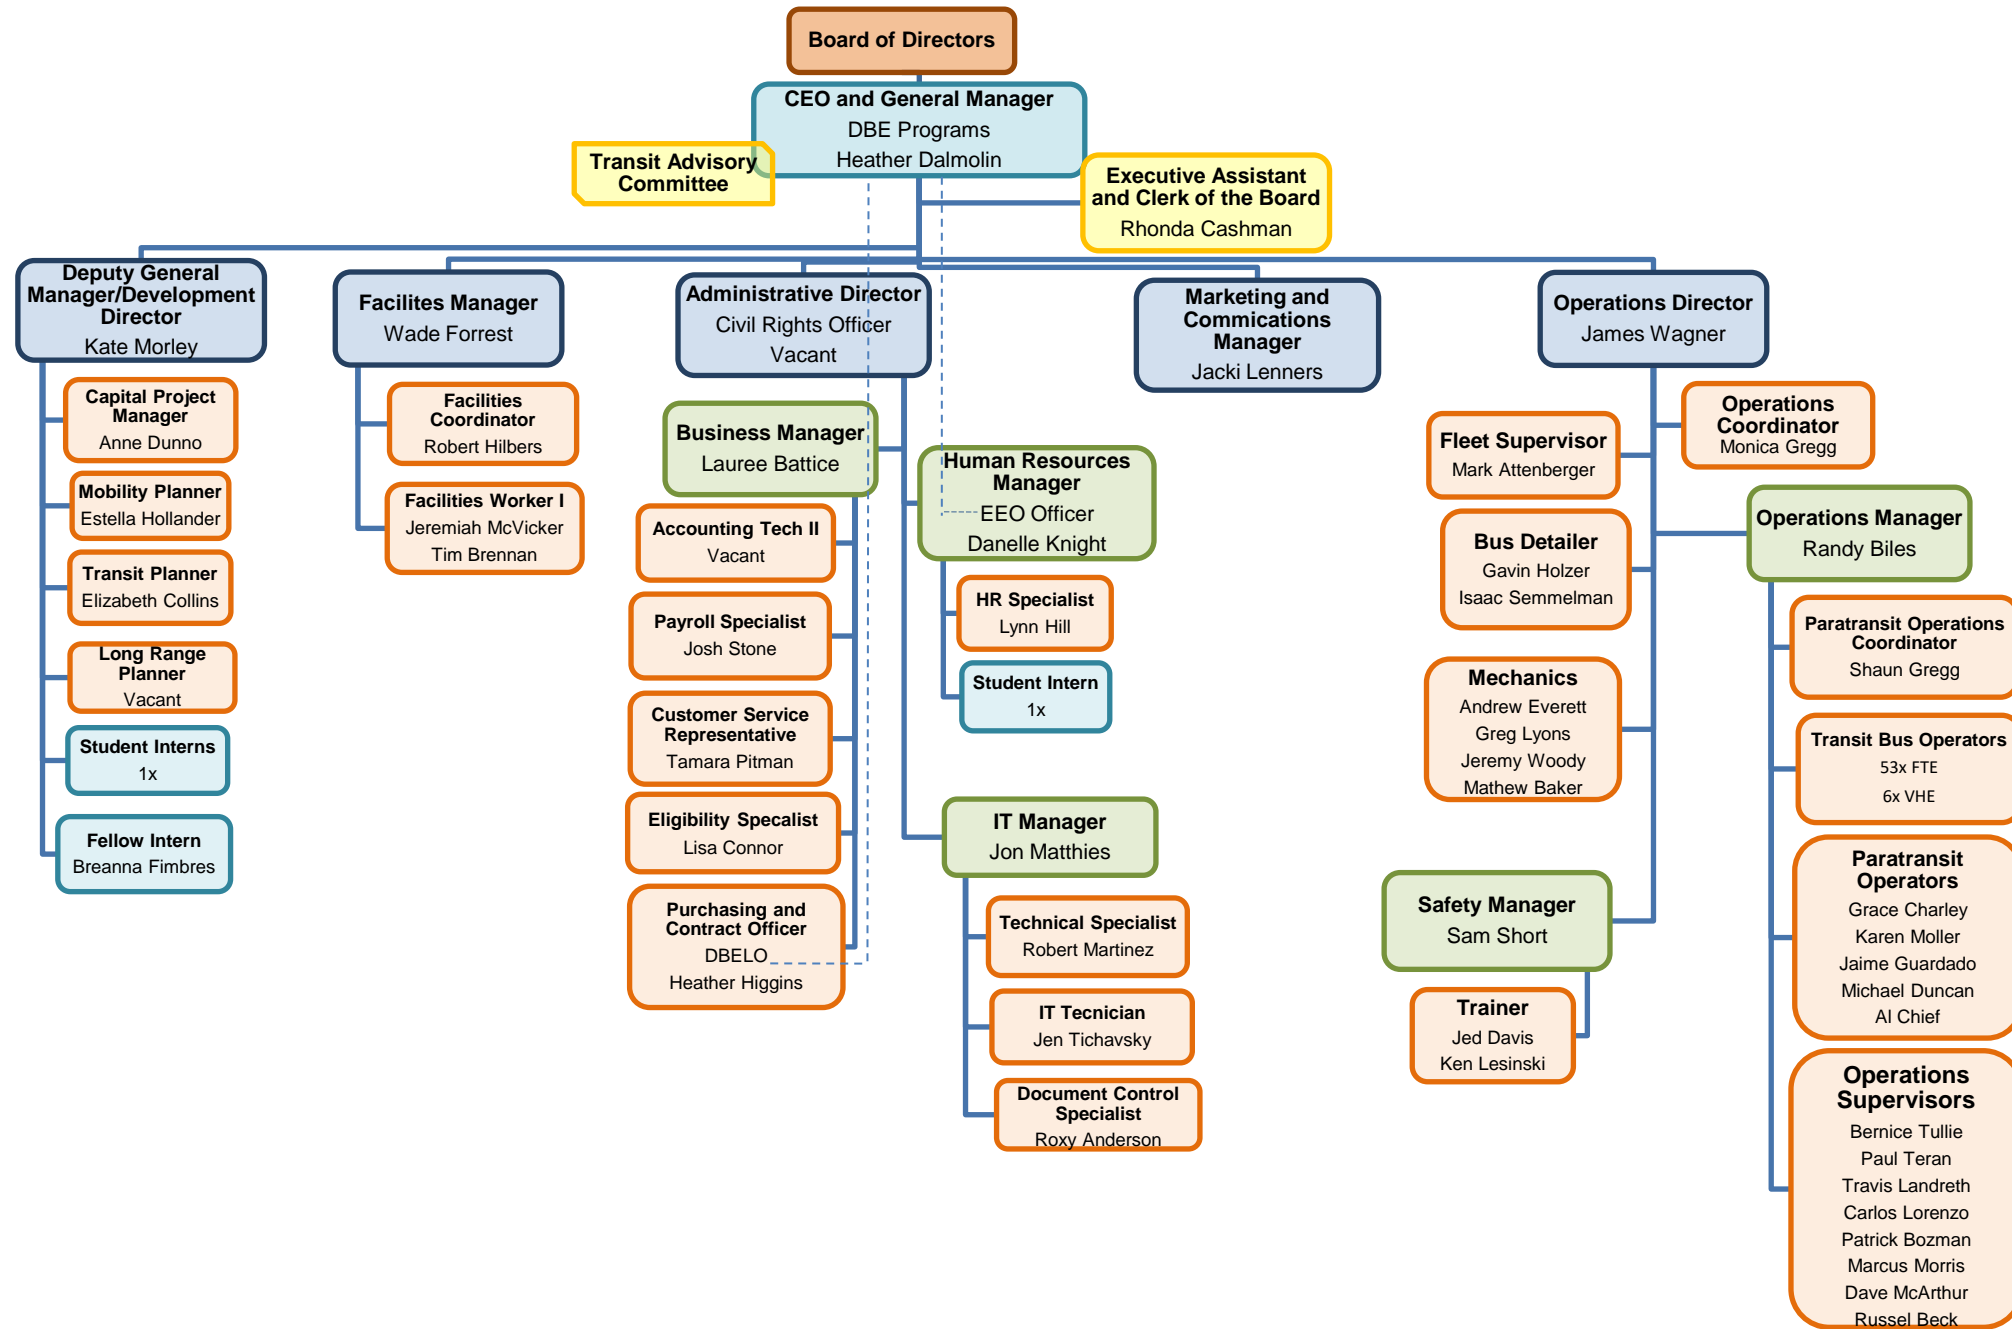 Board of Directors
CEO and General Manager
DBE Programs
Heather Dalmolin
Transit Advisory
Committee
Executive Assistant
and Clerk of the Board
Rhonda Cashman
Deputy General
Manager/Development
Director
Kate Morley
Facilites Manager
Wade Forrest
Administrative Director
Civil Rights Officer
Vacant
Marketing and
Commications
Manager
Jacki Lenners
Operations Director
James Wagner
Capital Project
Manager
Anne Dunno
Mobility Planner
Estella Hollander
Transit Planner
Elizabeth Collins
Long Range
Planner
Vacant
Student Interns
1x
Fellow Intern
Breanna Fimbres
Facilities
Coordinator
Robert Hilbers
Facilities Worker I
Jeremiah McVicker
Tim Brennan
Business Manager
Lauree Battice
Accounting Tech II
Vacant
Payroll Specialist
Josh Stone
Customer Service
Representative
Tamara Pitman
Eligibility Specalist
Lisa Connor
Purchasing and
Contract Officer
DBELO
Heather Higgins
Human Resources
Manager
EEO Officer
Danelle Knight
HR Specialist
Lynn Hill
Student Intern
1x
IT Manager
Jon Matthies
Technical Specialist
Robert Martinez
IT Tecnician
Jen Tichavsky
Document Control
Specialist
Roxy Anderson
Operations
Coordinator
Monica Gregg
Fleet Supervisor
Mark Attenberger
Bus Detailer
Gavin Holzer
Isaac Semmelman
Mechanics
Andrew Everett
Greg Lyons
Jeremy Woody
Mathew Baker
Safety Manager
Sam Short
Trainer
Jed Davis
Ken Lesinski
Operations Manager
Randy Biles
Paratransit Operations
Coordinator
Shaun Gregg
Transit Bus Operators
53x FTE
6x VHE
Paratransit
Operators
Grace Charley
Karen Moller
Jaime Guardado
Michael Duncan
Al Chief
Operations
Supervisors
Bernice Tullie
Paul Teran
Travis Landreth
Carlos Lorenzo
Patrick Bozman
Marcus Morris
Dave McArthur
Russel Beck